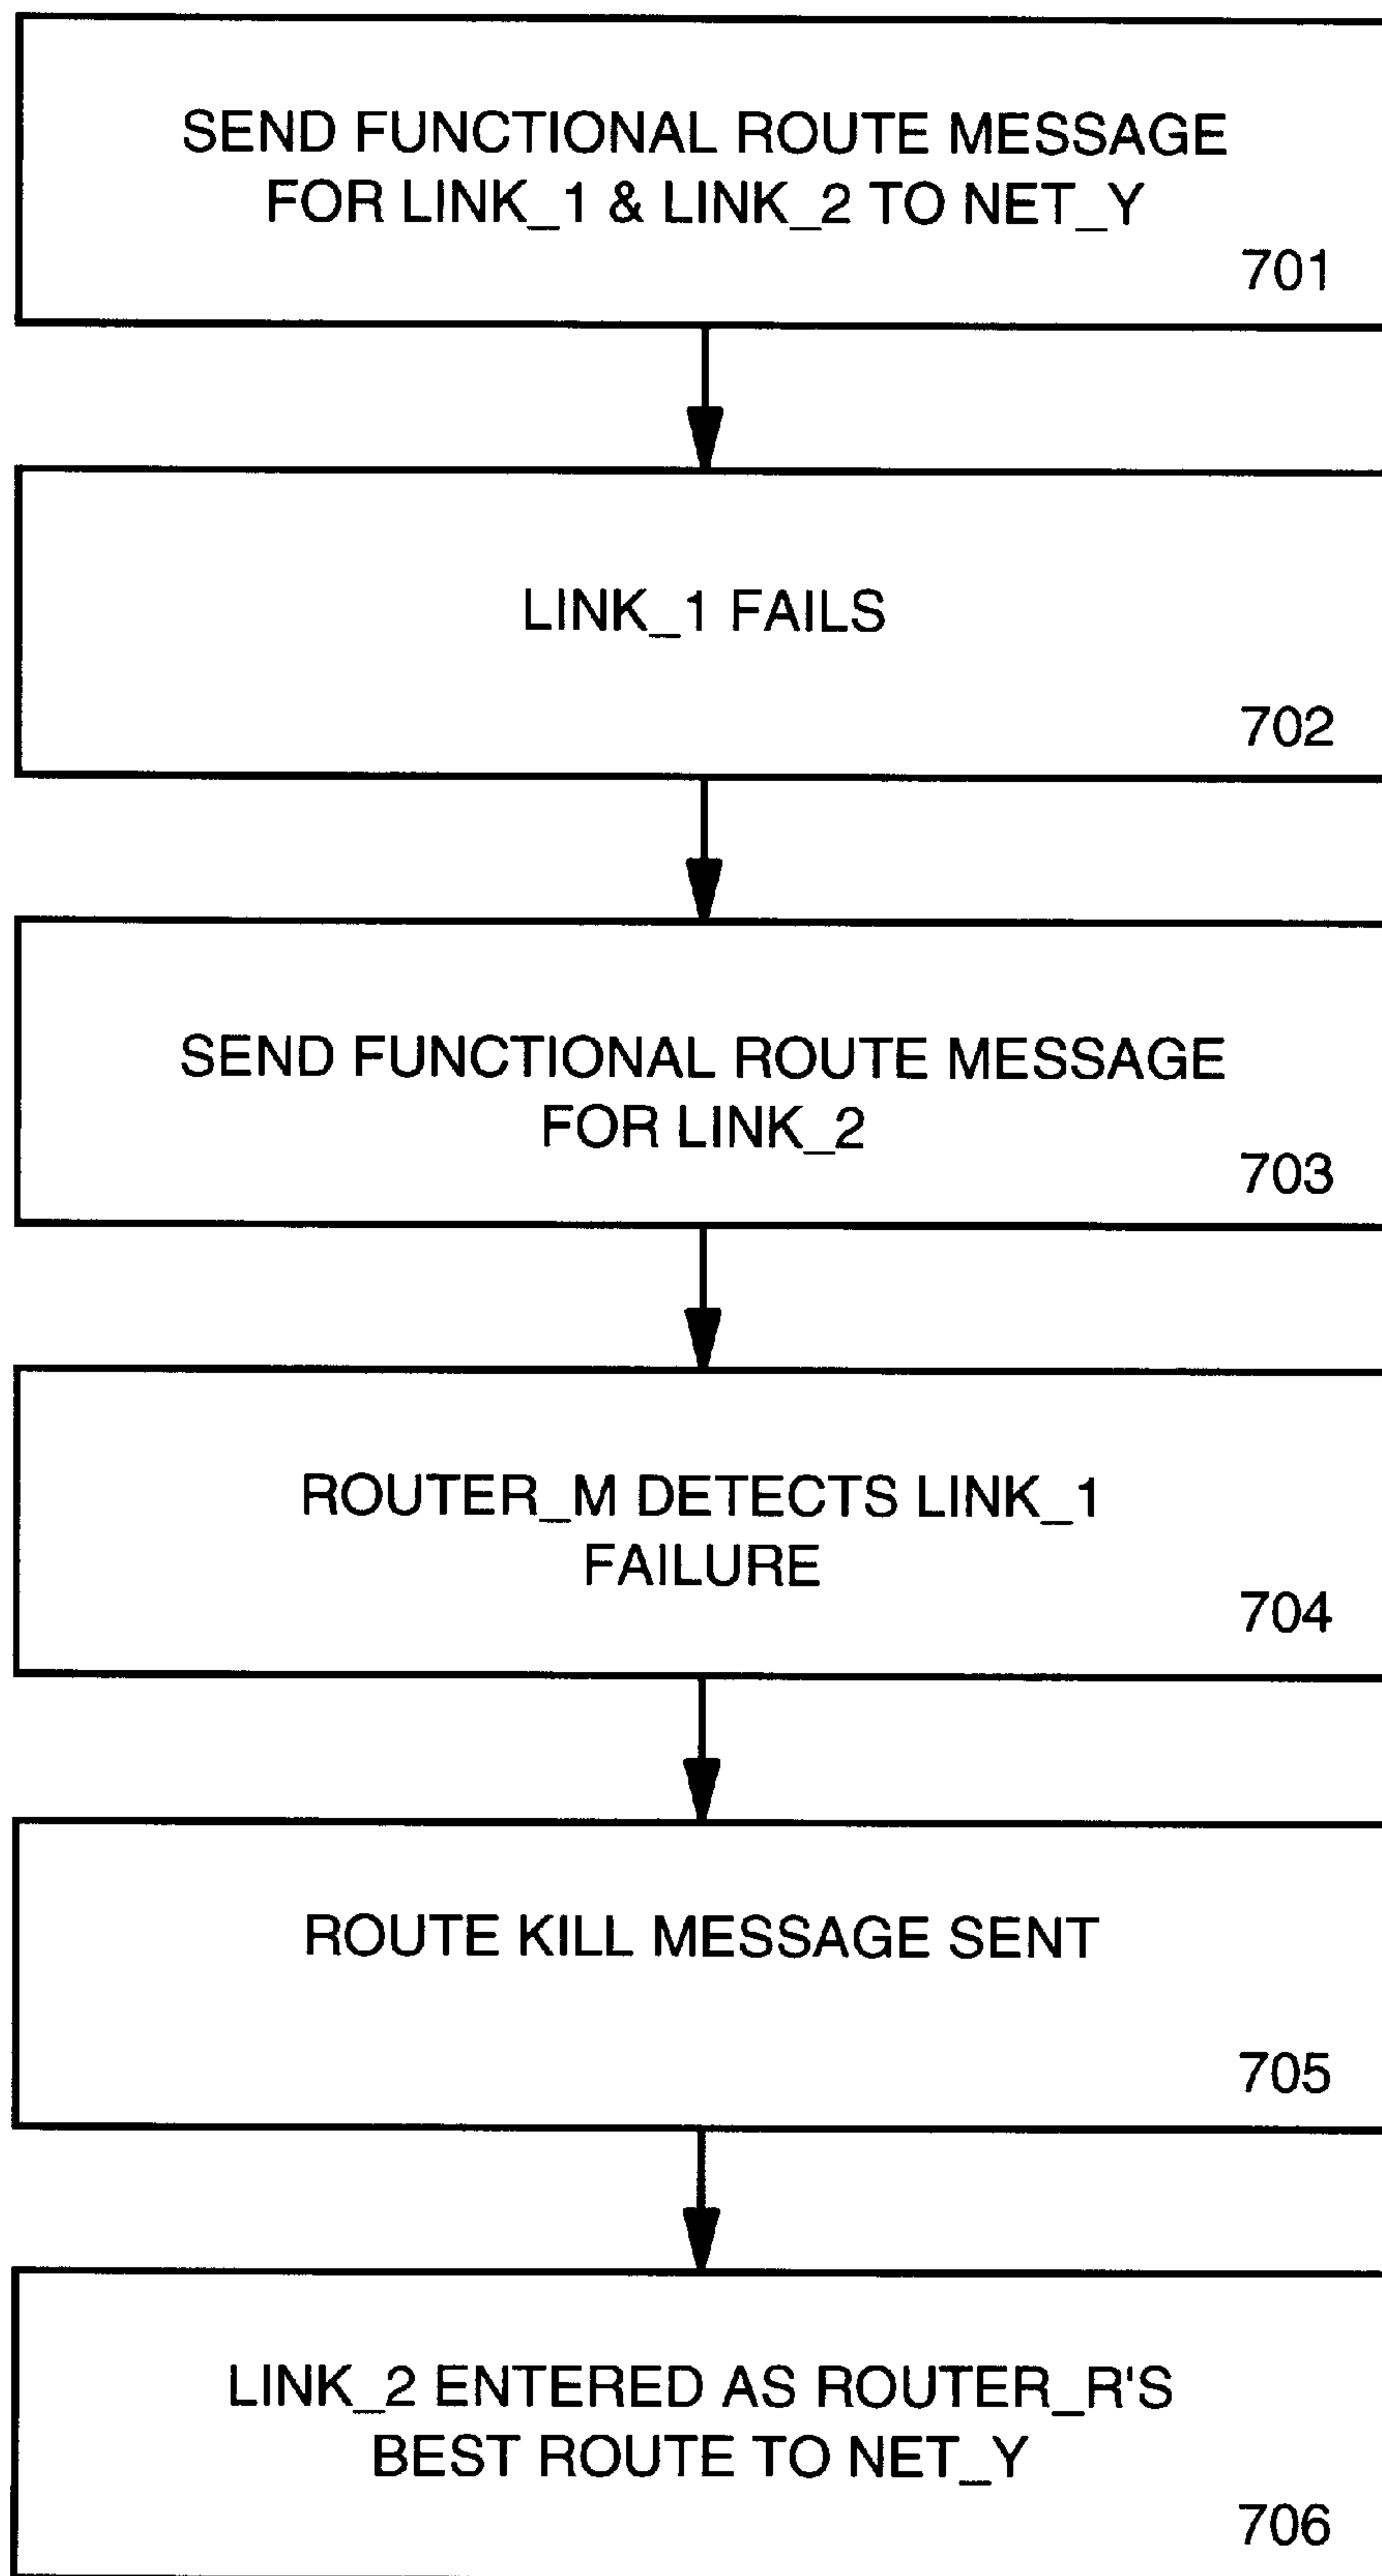 SEND FUNCTIONAL ROUTE MESSAGE
FOR LINK_1 & LINK_2 TO NET_Y
701
LINK_1 FAILS
702
SEND FUNCTIONAL ROUTE MESSAGE
FOR LINK_2
703
ROUTER_M DETECTS LINK_1
FAILURE
704
ROUTE KILL MESSAGE SENT
705
LINK_2 ENTERED AS ROUTER_R'S
BEST ROUTE TO NET_Y
706